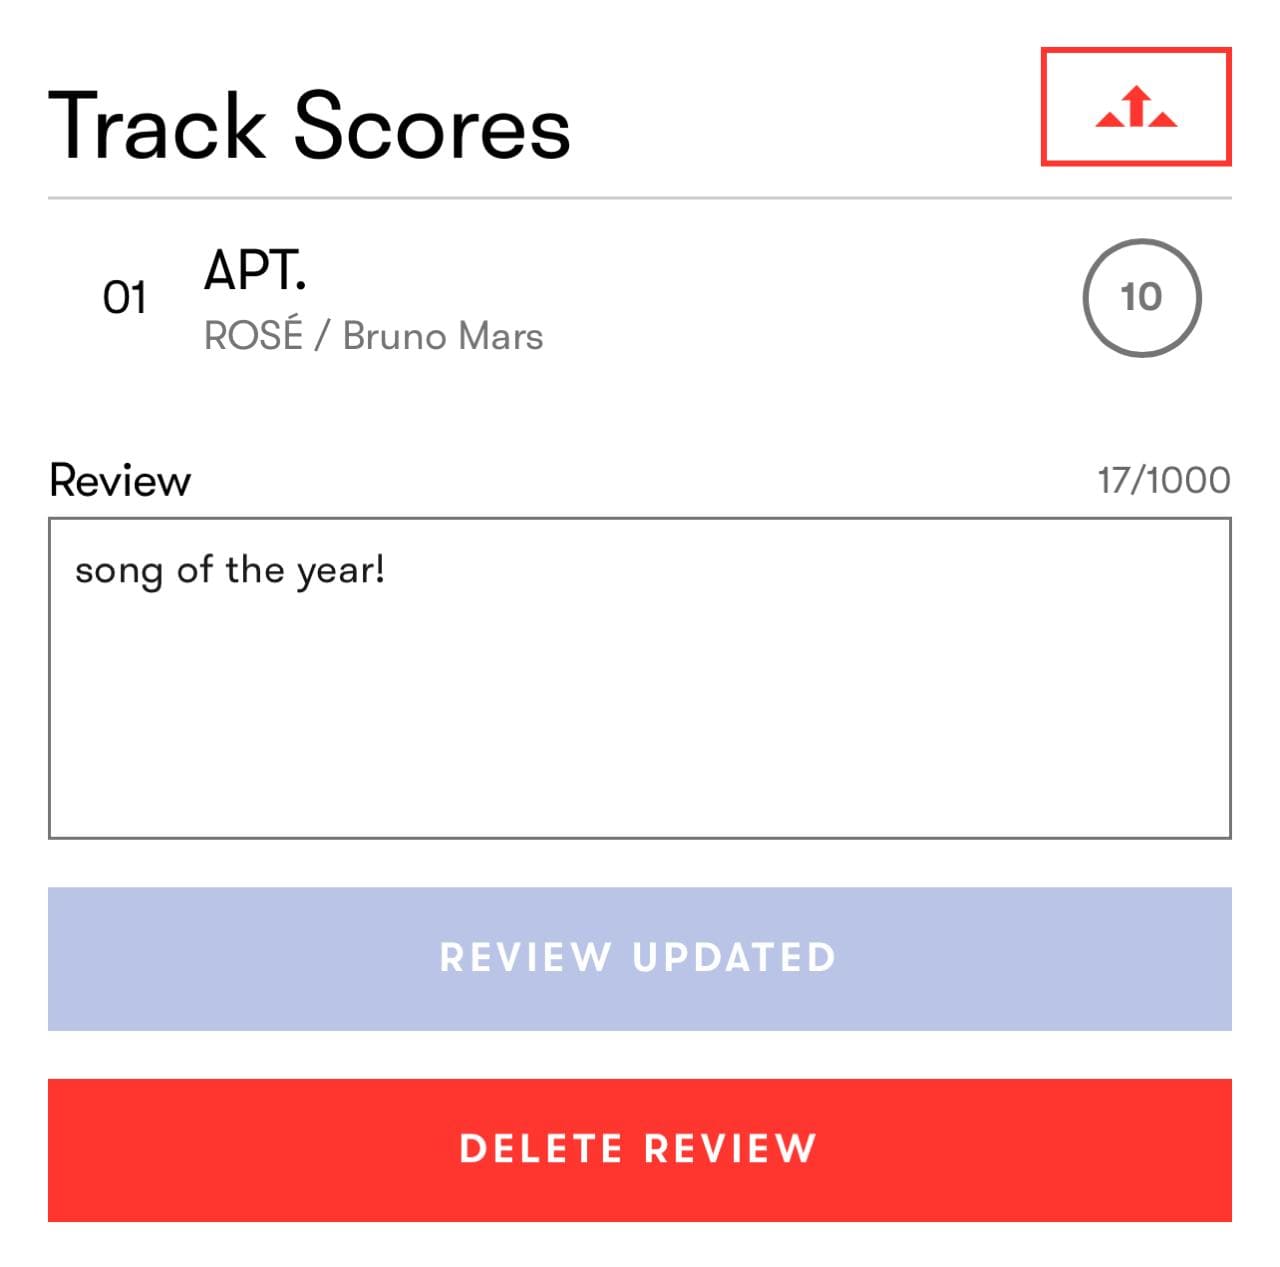 Track Scores
01
APT.
ROSÉ / Bruno Mars
10
Review
17/1000
song of the year!
REVIEW UPDATED
DELETE REVIEW